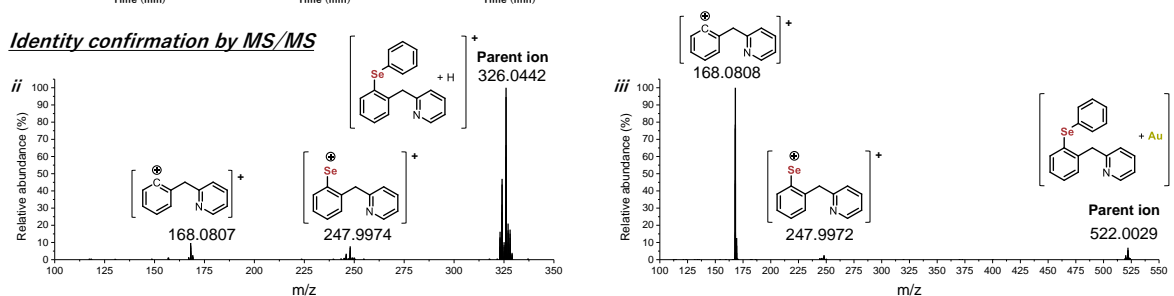 Time (min) Time (min) Time (min)
Identity confirmation by MS/MS
ii
Relative abundance (%)
100
90
80
70
60
50
40
30
20
10
0
100 125 150 175 200 225 250 275 300 325 350
m/z
⊕
C
N
+
168.0807
⊕
Se
N
+
247.9974
Se
N
+ H
+
Parent ion
326.0442
iii
Relative abundance (%)
100
90
80
70
60
50
40
30
20
10
0
100 125 150 175 200 225 250 275 300 325 350 375 400 425 450 475 500 525 550
m/z
⊕
C
N
+
168.0808
⊕
Se
N
+
247.9972
Se
N
+ Au
+
Parent ion
522.0029